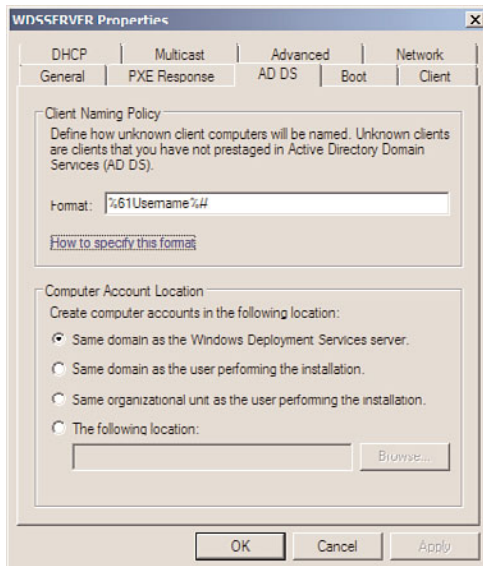 WDSSERVER Properties
DHCP Multicast Advanced Network
General PXE Response AD DS Boot Client
Client Naming Policy
Define how unknown client computers will be named. Unknown clients
are clients that you have not prestaged in Active Directory Domain
Services (AD DS).
Format: %61Username%#
How to specify this format
Computer Account Location
Create computer accounts in the following location:
Same domain as the Windows Deployment Services server.
Same domain as the user performing the installation.
Same organizational unit as the user performing the installation.
The following location:
Browse...
OK Cancel Apply